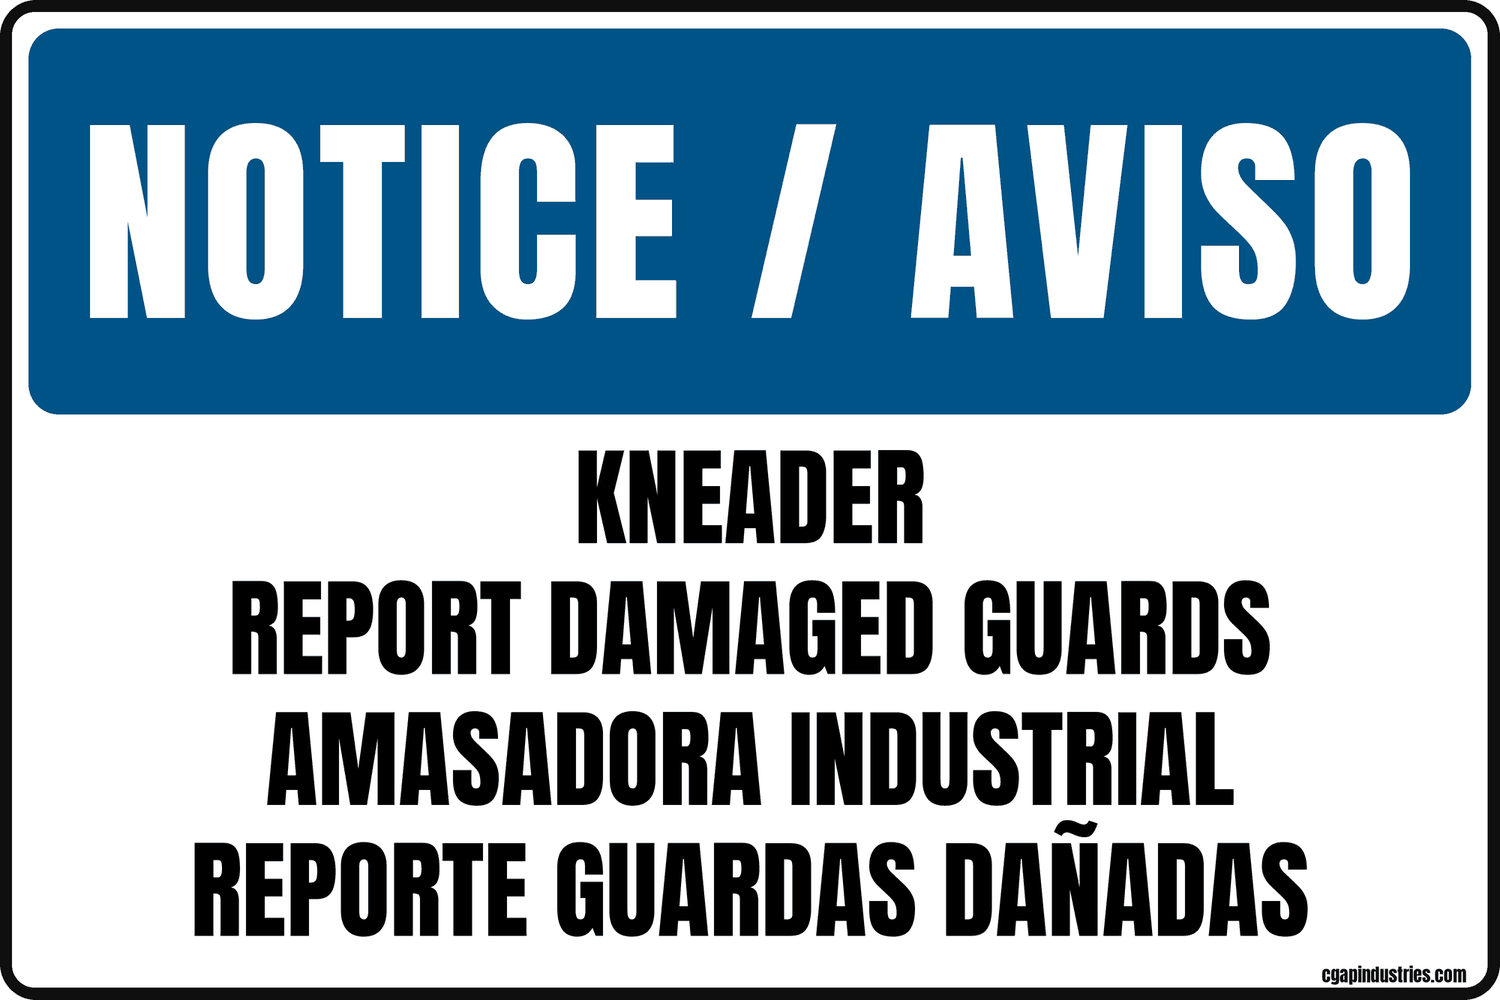 NOTICE / AVISO
KNEADER
REPORT DAMAGED GUARDS
AMASADORA INDUSTRIAL
REPORTE GUARDAS DAÑADAS
cgapindustries.com